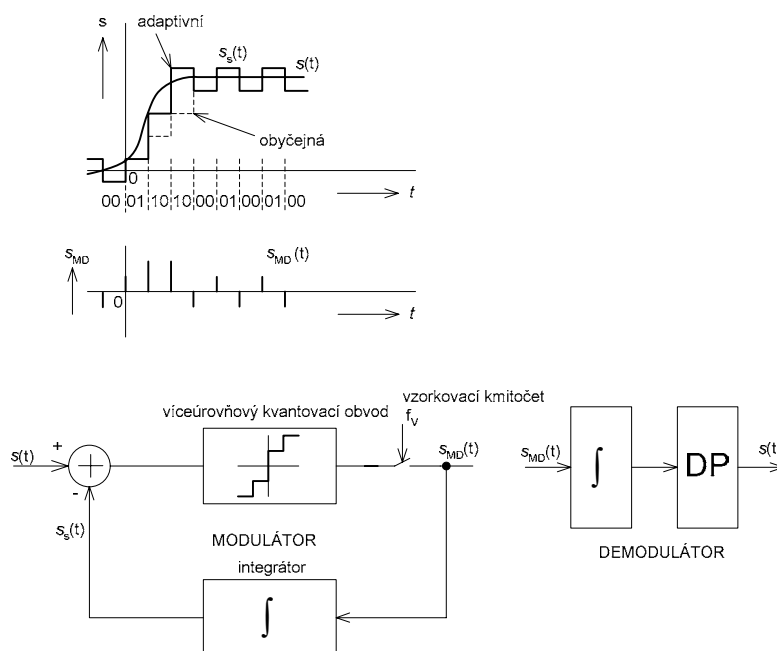 s
adaptivní
s_s(t)
s(t)
obyčejná
0
00 01 10 10 00 01 00 01 00
t
s_MD
s_MD(t)
0
t
víceúrovňový kvantovací obvod
vzorkovací kmitočet
f_v
s(t)
+
-
s_MD(t)
s_s(t)
MODULÁTOR
integrátor
∫
s_MD(t)
∫
DP
s(t)
DEMODULÁTOR